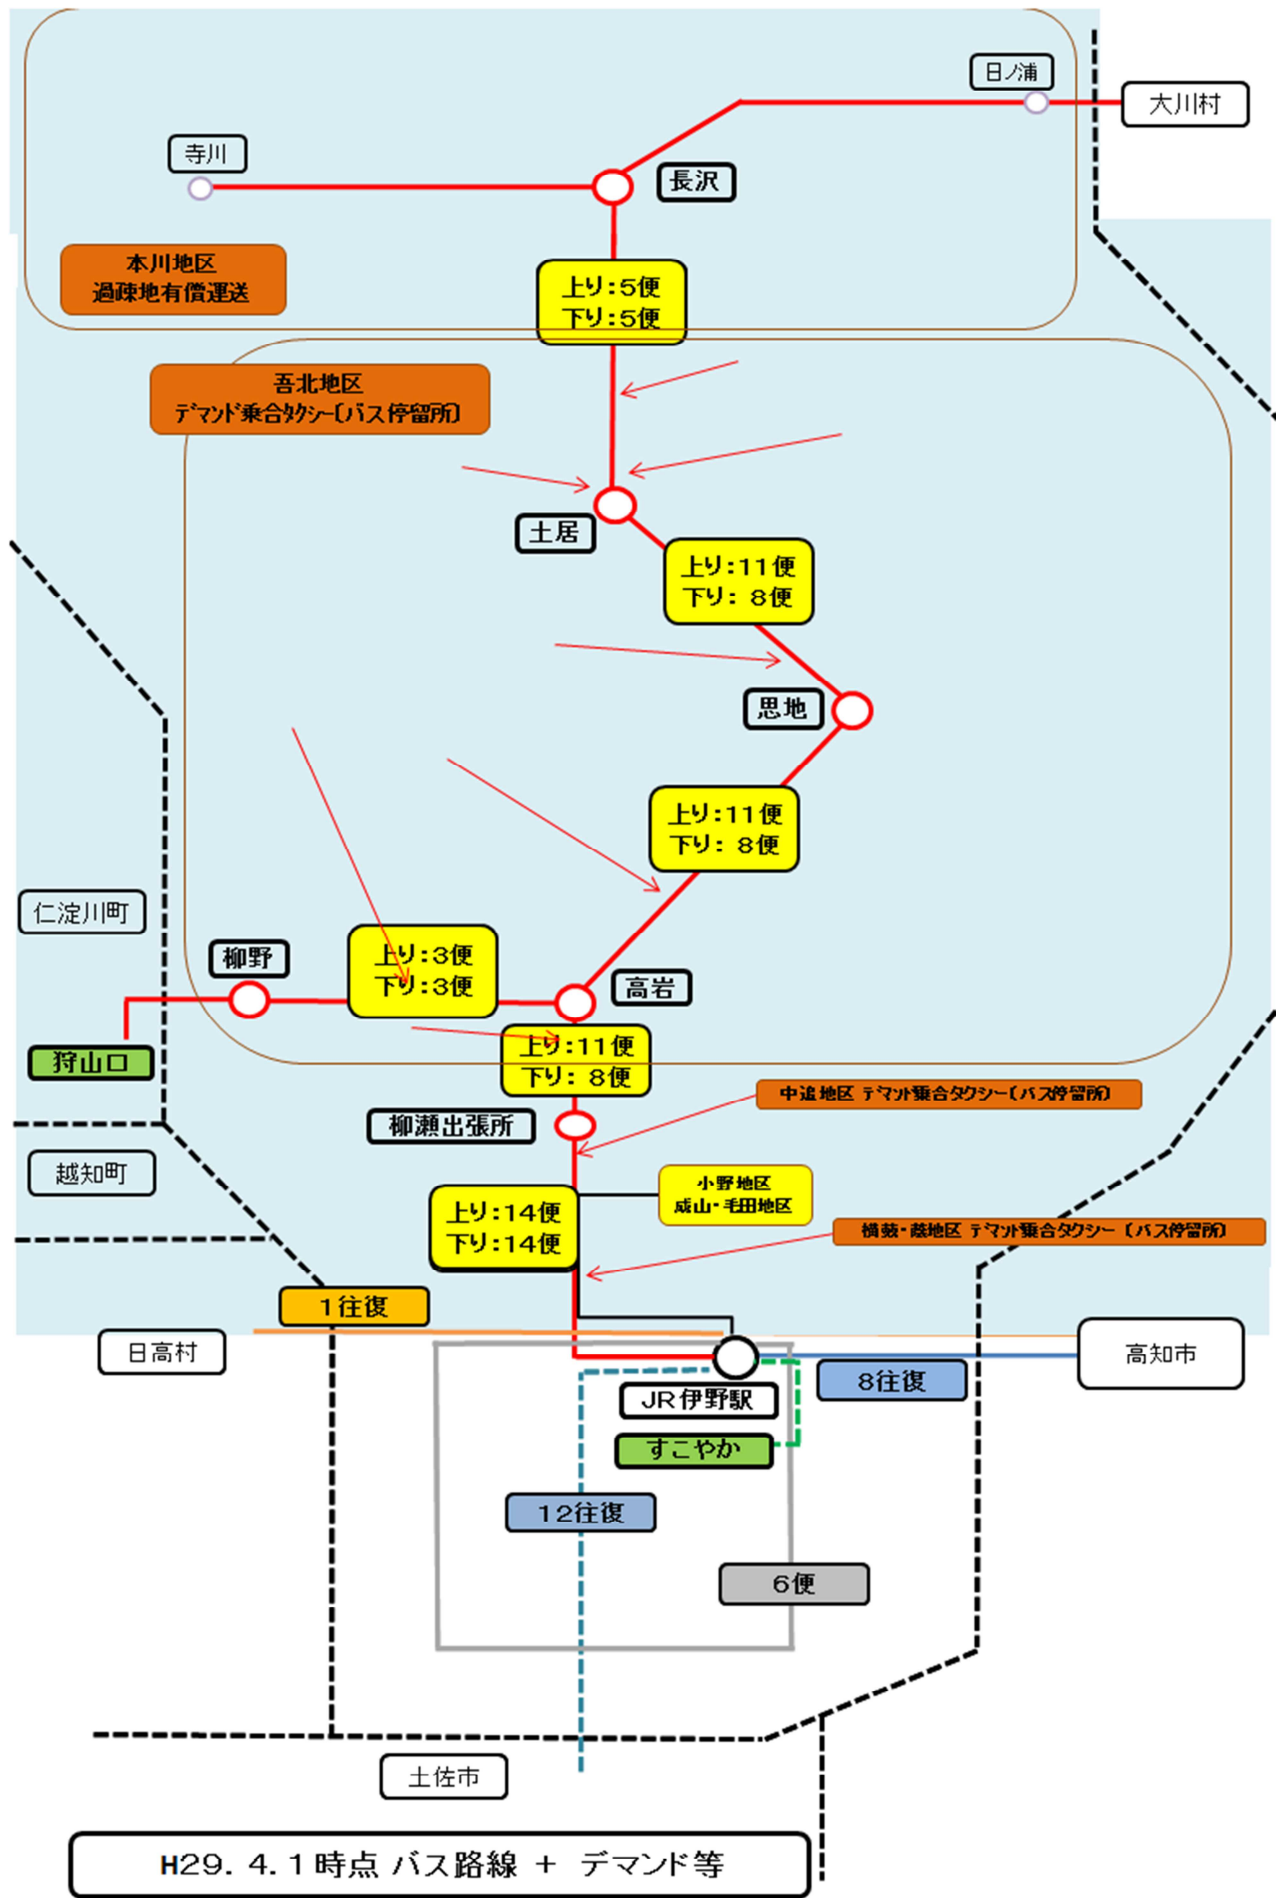 日ノ浦
大川村
寺川
長沢
本川地区
過疎地有償運送
上り:5便
下り:5便
吾北地区
デマンド乗合タクシー〔バス停留所〕
土居
上り:11便
下り: 8便
思地
上り:11便
下り: 8便
仁淀川町
柳野
上り:3便
下り:3便
高岩
狩山口
上り:11便
下り: 8便
中追地区 デマンド乗合タクシー〔バス停留所〕
柳瀬出張所
越知町
小野地区
成山・毛田地区
上り:14便
下り:14便
横藪・蔭地区 デマンド乗合タクシー 〔バス停留所〕
1往復
日高村
高知市
8往復
JR伊野駅
すこやか
12往復
6便
土佐市
H29. 4. 1時点 バス路線 + デマンド等